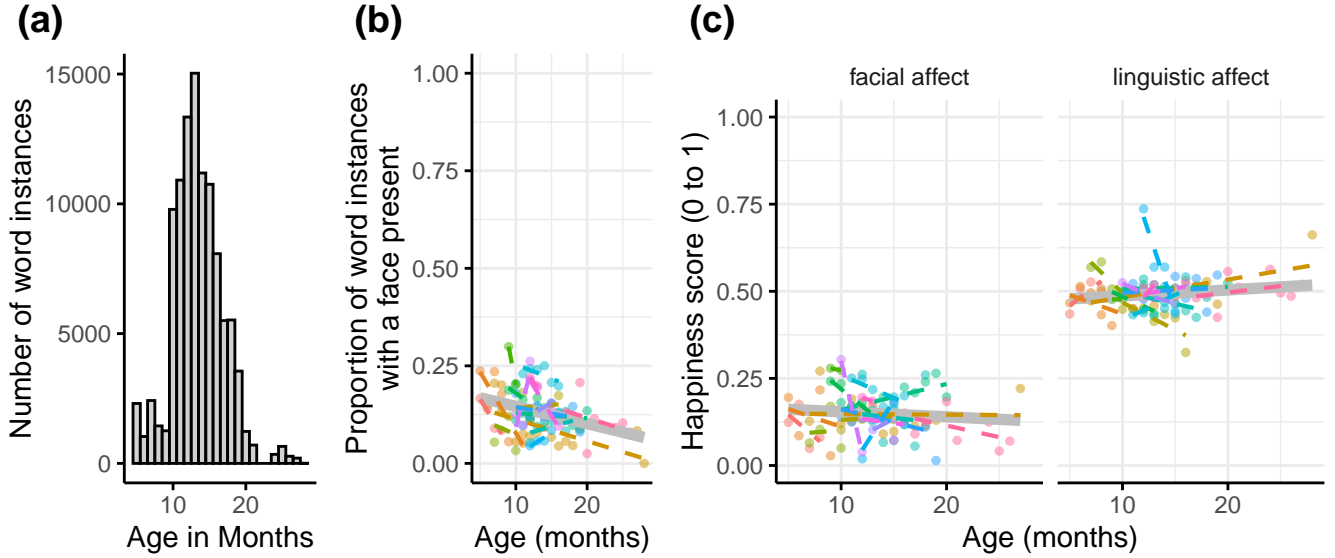 (a)
Number of word instances
15000
10000
5000
0
10
20
Age in Months
(b)
Proportion of word instances
with a face present
1.00
0.75
0.50
0.25
0.00
10
20
Age (months)
(c)
facial affect
linguistic affect
Happiness score (0 to 1)
1.00
0.75
0.50
0.25
0.00
10
20
10
20
Age (months)